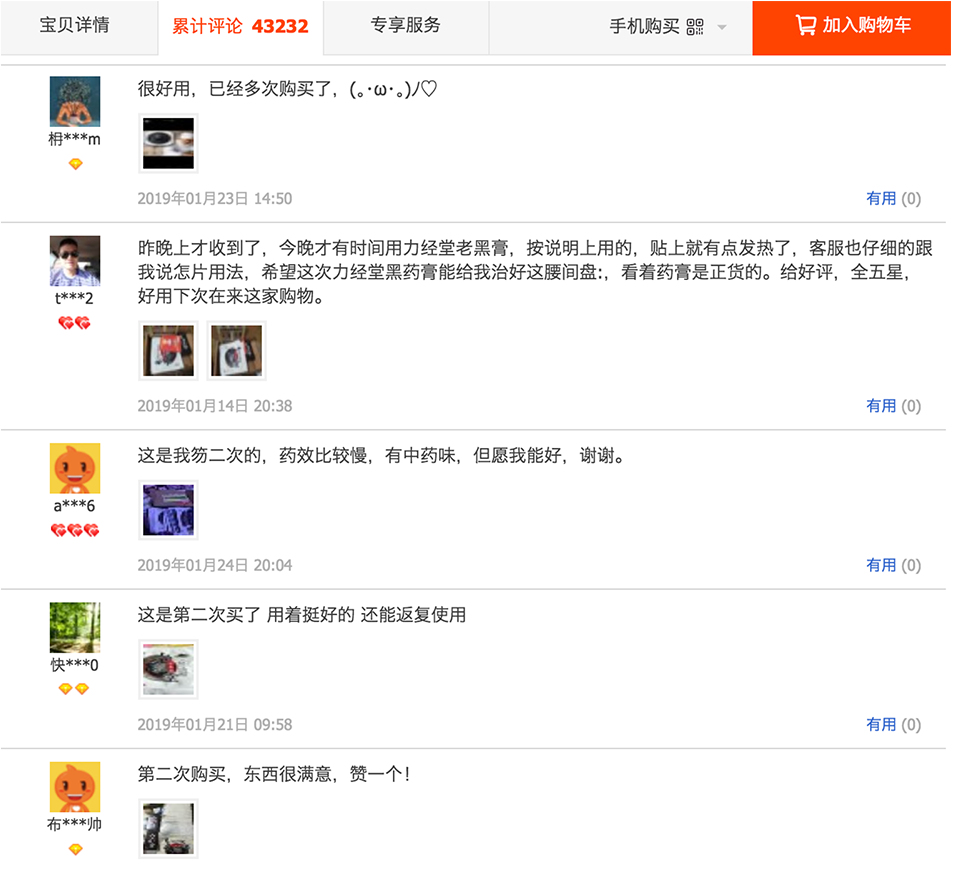 宝贝详情
累计评论 43232
专享服务
手机购买
加入购物车
很好用，已经多次购买了，(｡･ω･｡)ﾉ♡
枏***m
2019年01月23日 14:50
有用 (0)
昨晚上才收到了，今晚才有时间用力经堂老黑膏，按说明上用的，贴上就有点发热了，客服也仔细的跟
我说怎片用法，希望这次力经堂黑药膏能给我治好这腰间盘:，看着药膏是正货的。给好评，全五星，
好用下次在来这家购物。
t***2
2019年01月14日 20:38
有用 (0)
这是我笏二次的，药效比较慢，有中药味，但愿我能好，谢谢。
a***6
2019年01月24日 20:04
有用 (0)
这是第二次买了 用着挺好的 还能返复使用
快***0
2019年01月21日 09:58
有用 (0)
第二次购买，东西很满意，赞一个！
布***帅